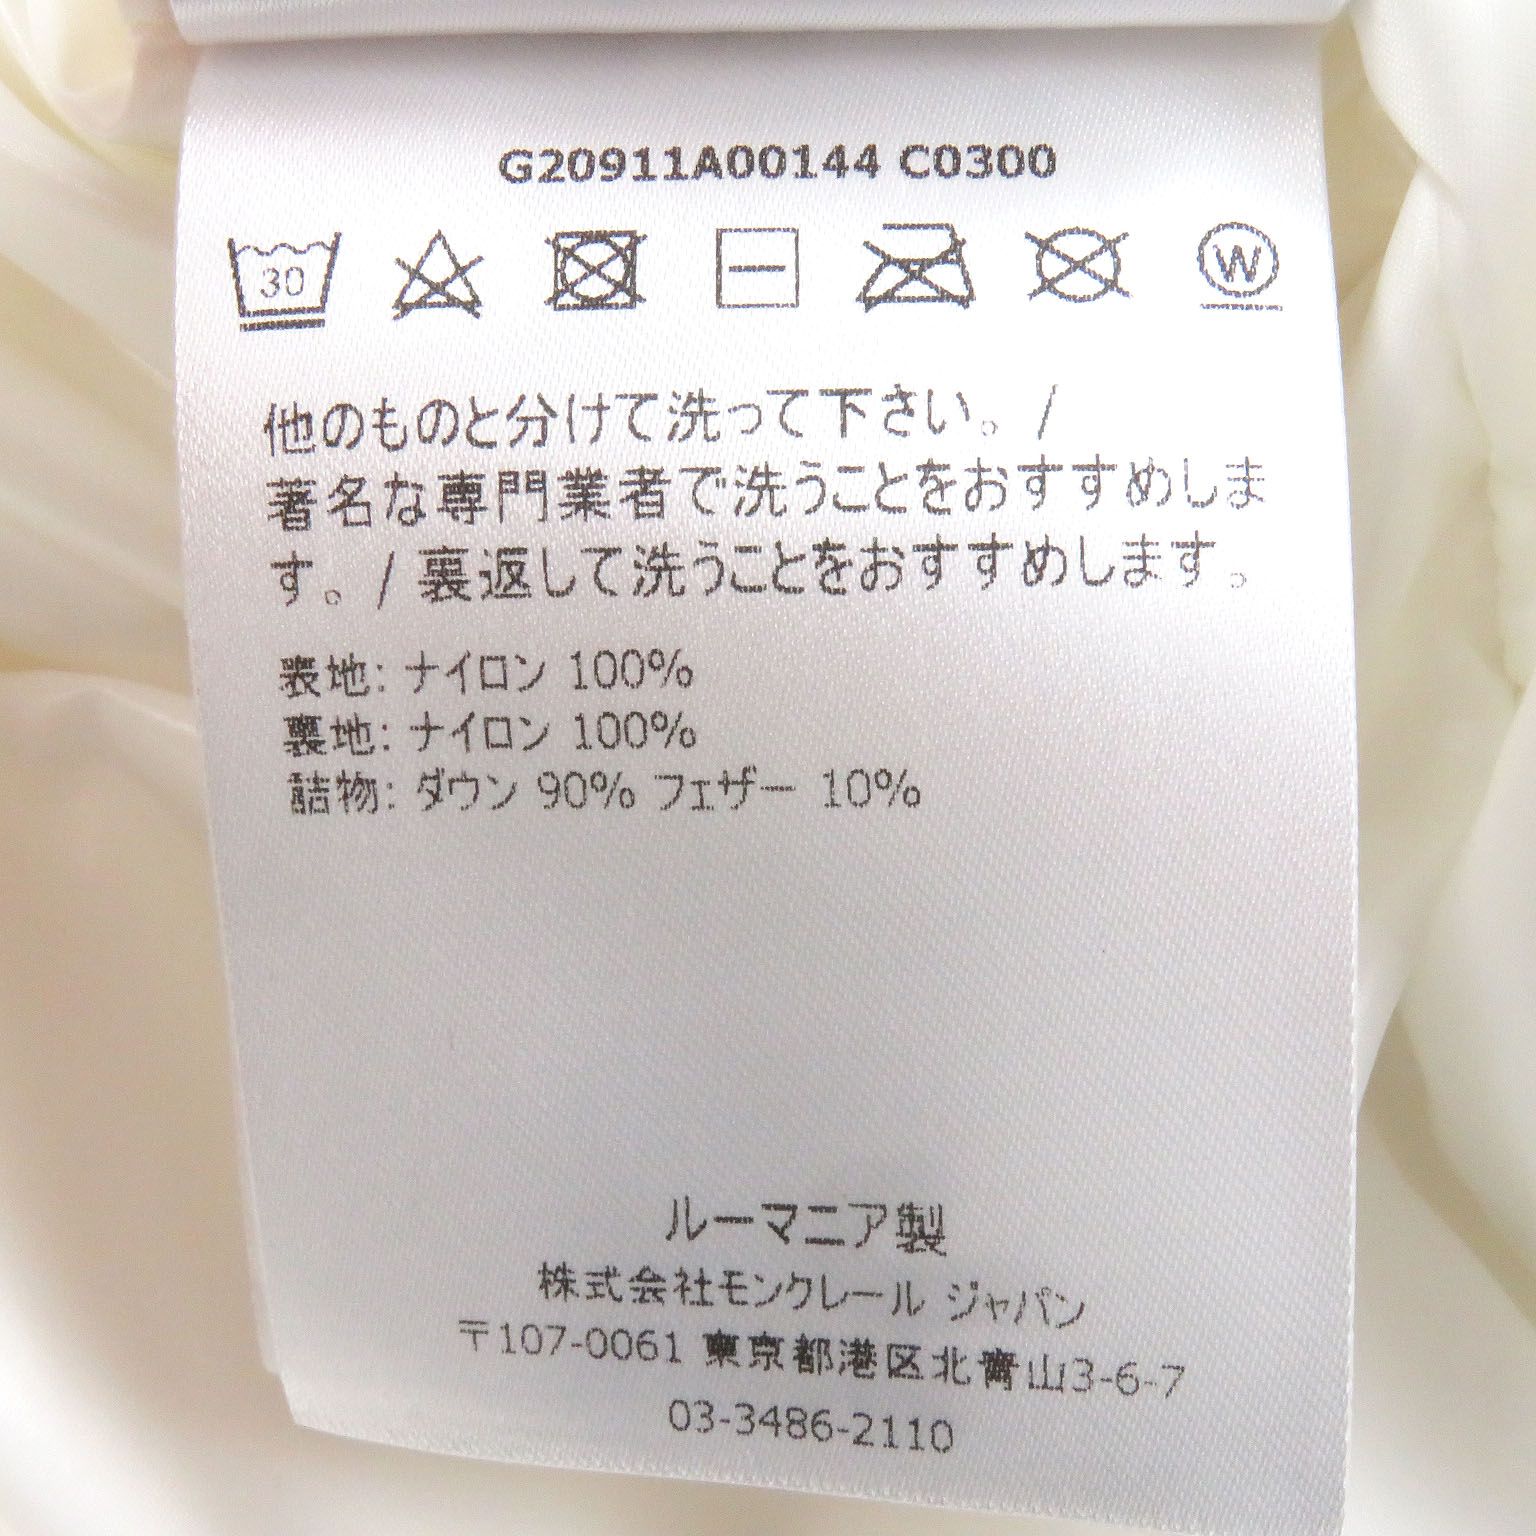 G20911A00144 C0300
30
W
他のものと分けて洗って下さい。/
著名な専門業者で洗うことをおすすめしま
す。/ 裏返して洗うことをおすすめします。
表地: ナイロン 100%
裏地: ナイロン 100%
詰物: ダウン 90% フェザー 10%
ルーマニア製
株式会社モンクレール ジャパン
〒107-0061 東京都港区北青山3-6-7
03-3486-2110